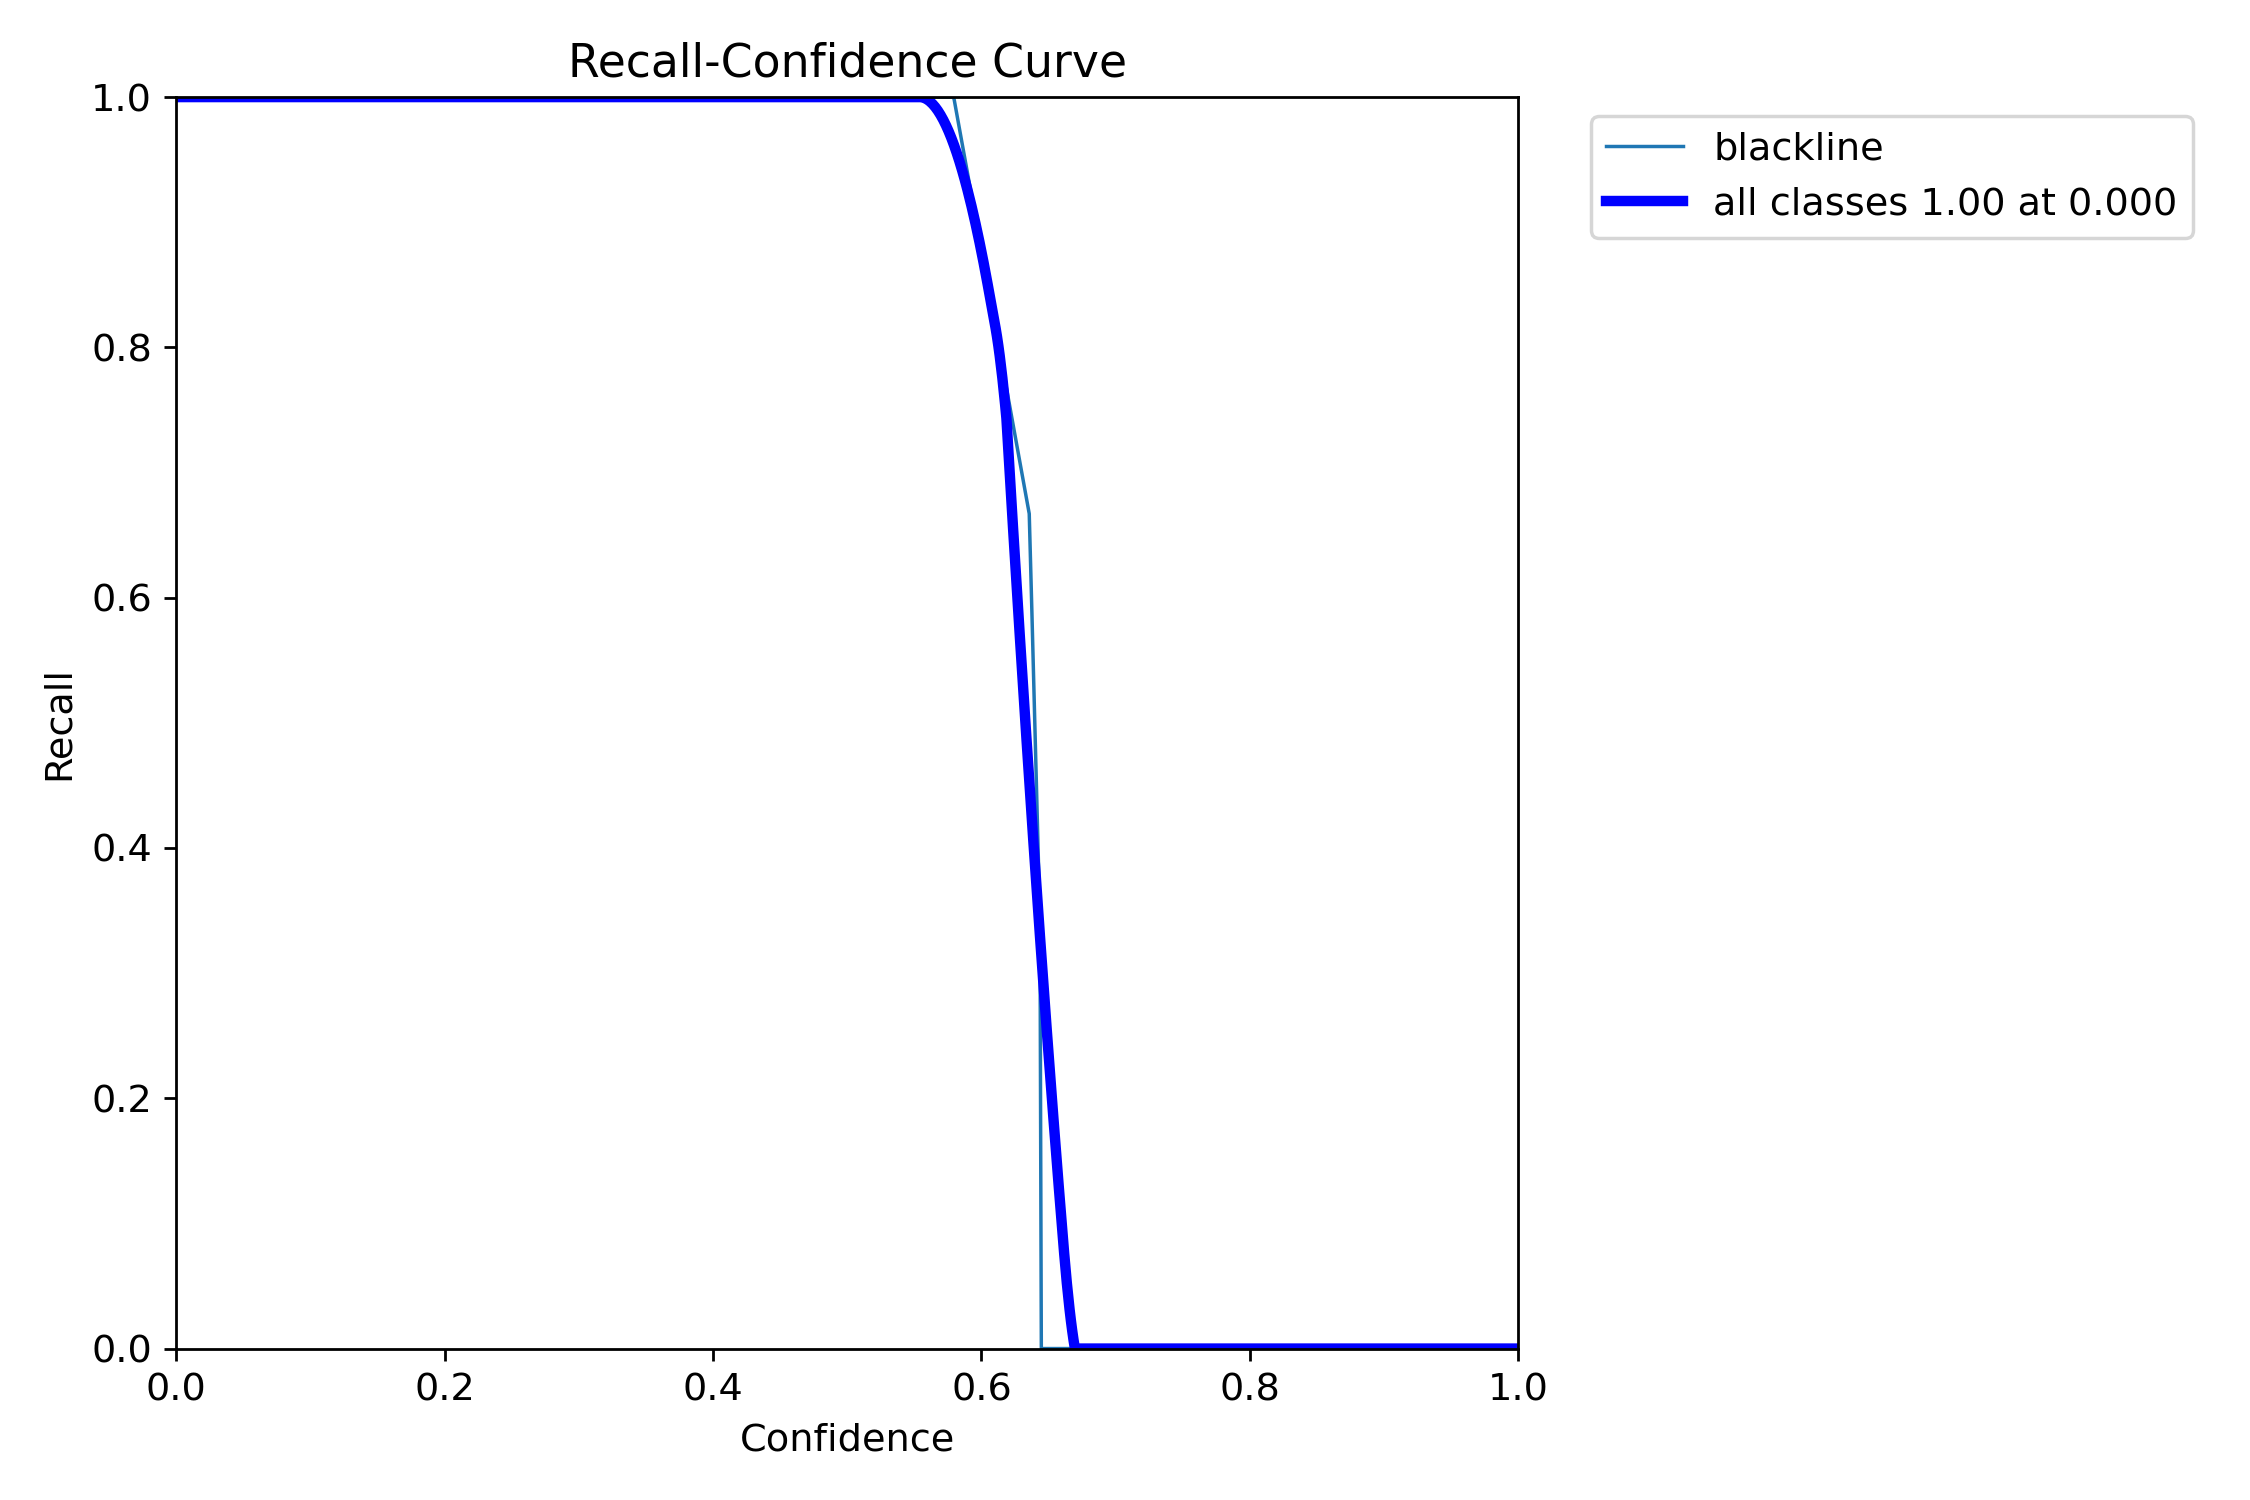 Recall-Confidence Curve
1.0
0.8
0.6
0.4
0.2
0.0
Recall
0.0 0.2 0.4 0.6 0.8 1.0
Confidence
blackline
all classes 1.00 at 0.000